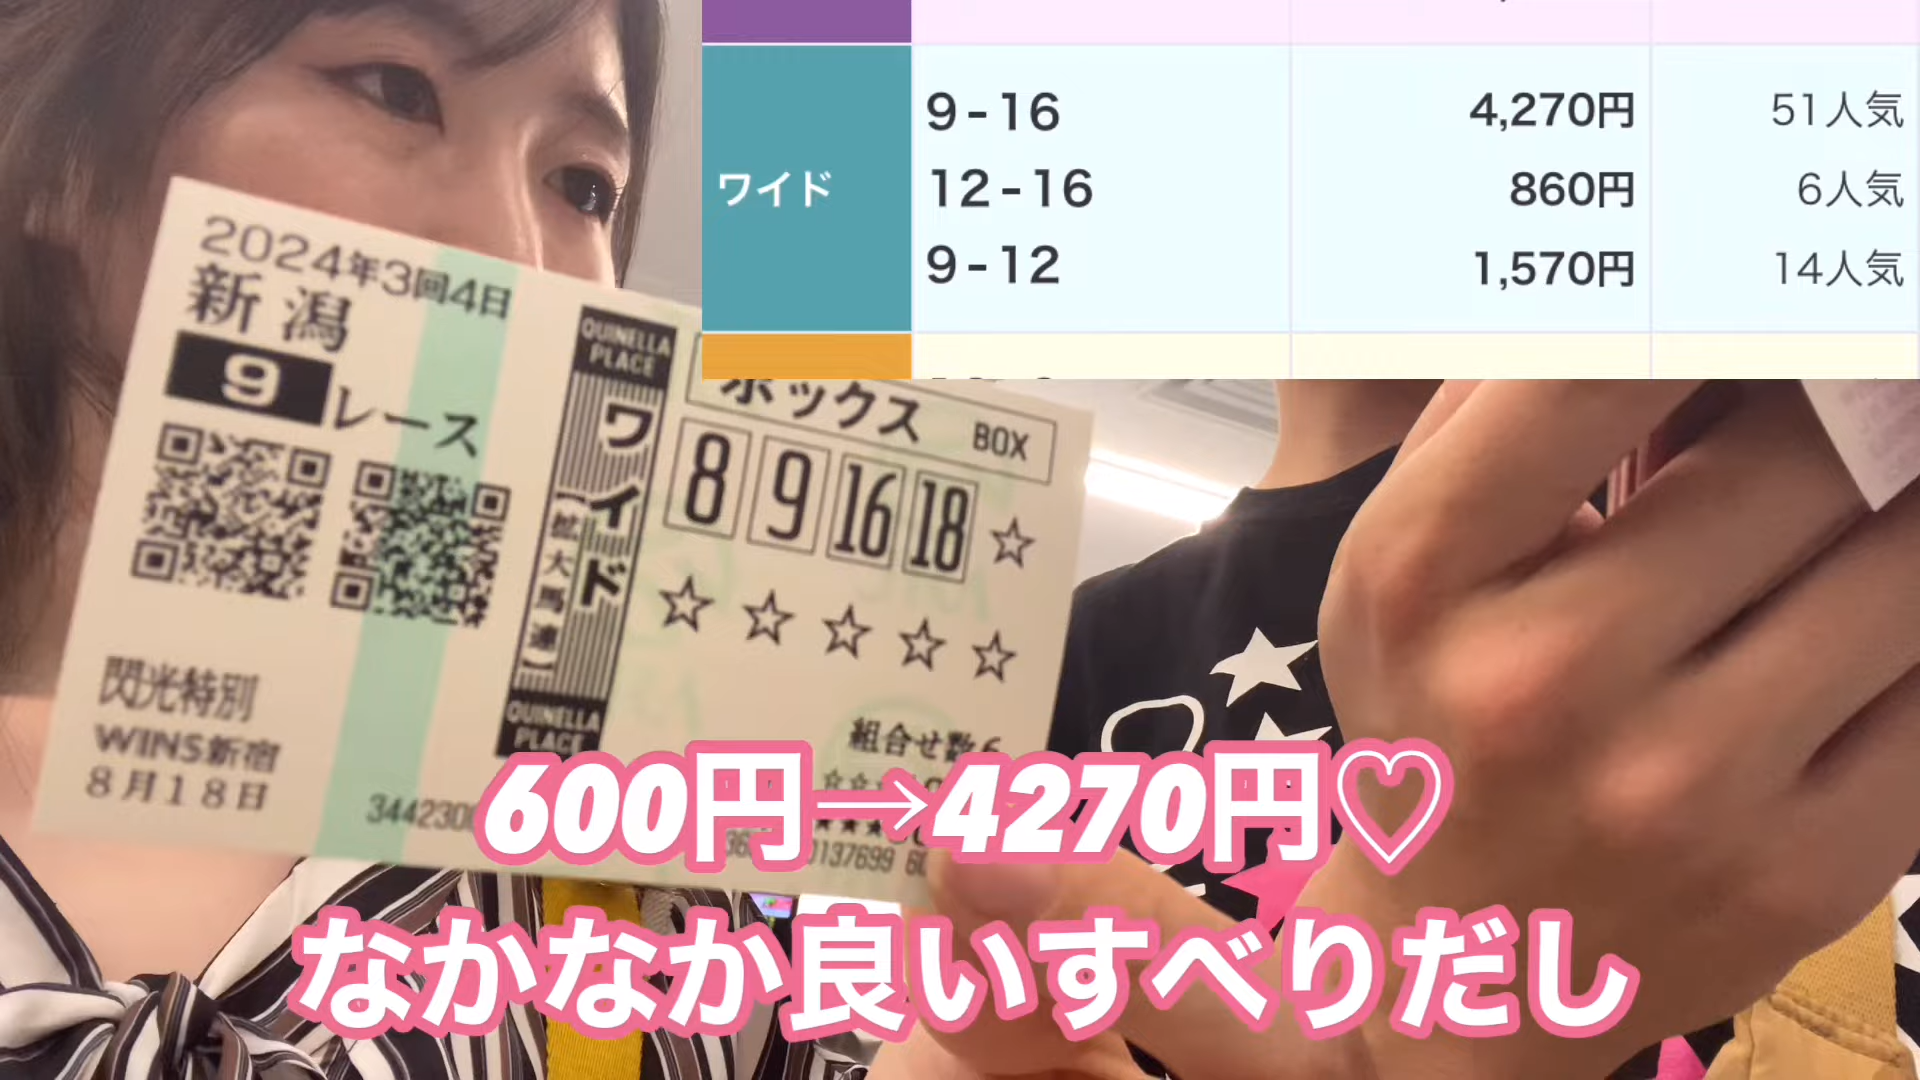 ワイド
9-16 4,270円 51人気
12-16 860円 6人気
9-12 1,570円 14人気
2024年3回4日
新潟
9レース
閃光特別
WINS新宿
8月18日
QUINELLA
PLACE
ワイド
【拡大馬連】
QUINELLA
PLACE
ボックス BOX
8 9 16 18 ☆
☆ ☆ ☆ ☆ ☆
組合せ数6
600円→4270円♡
なかなか良いすべりだし